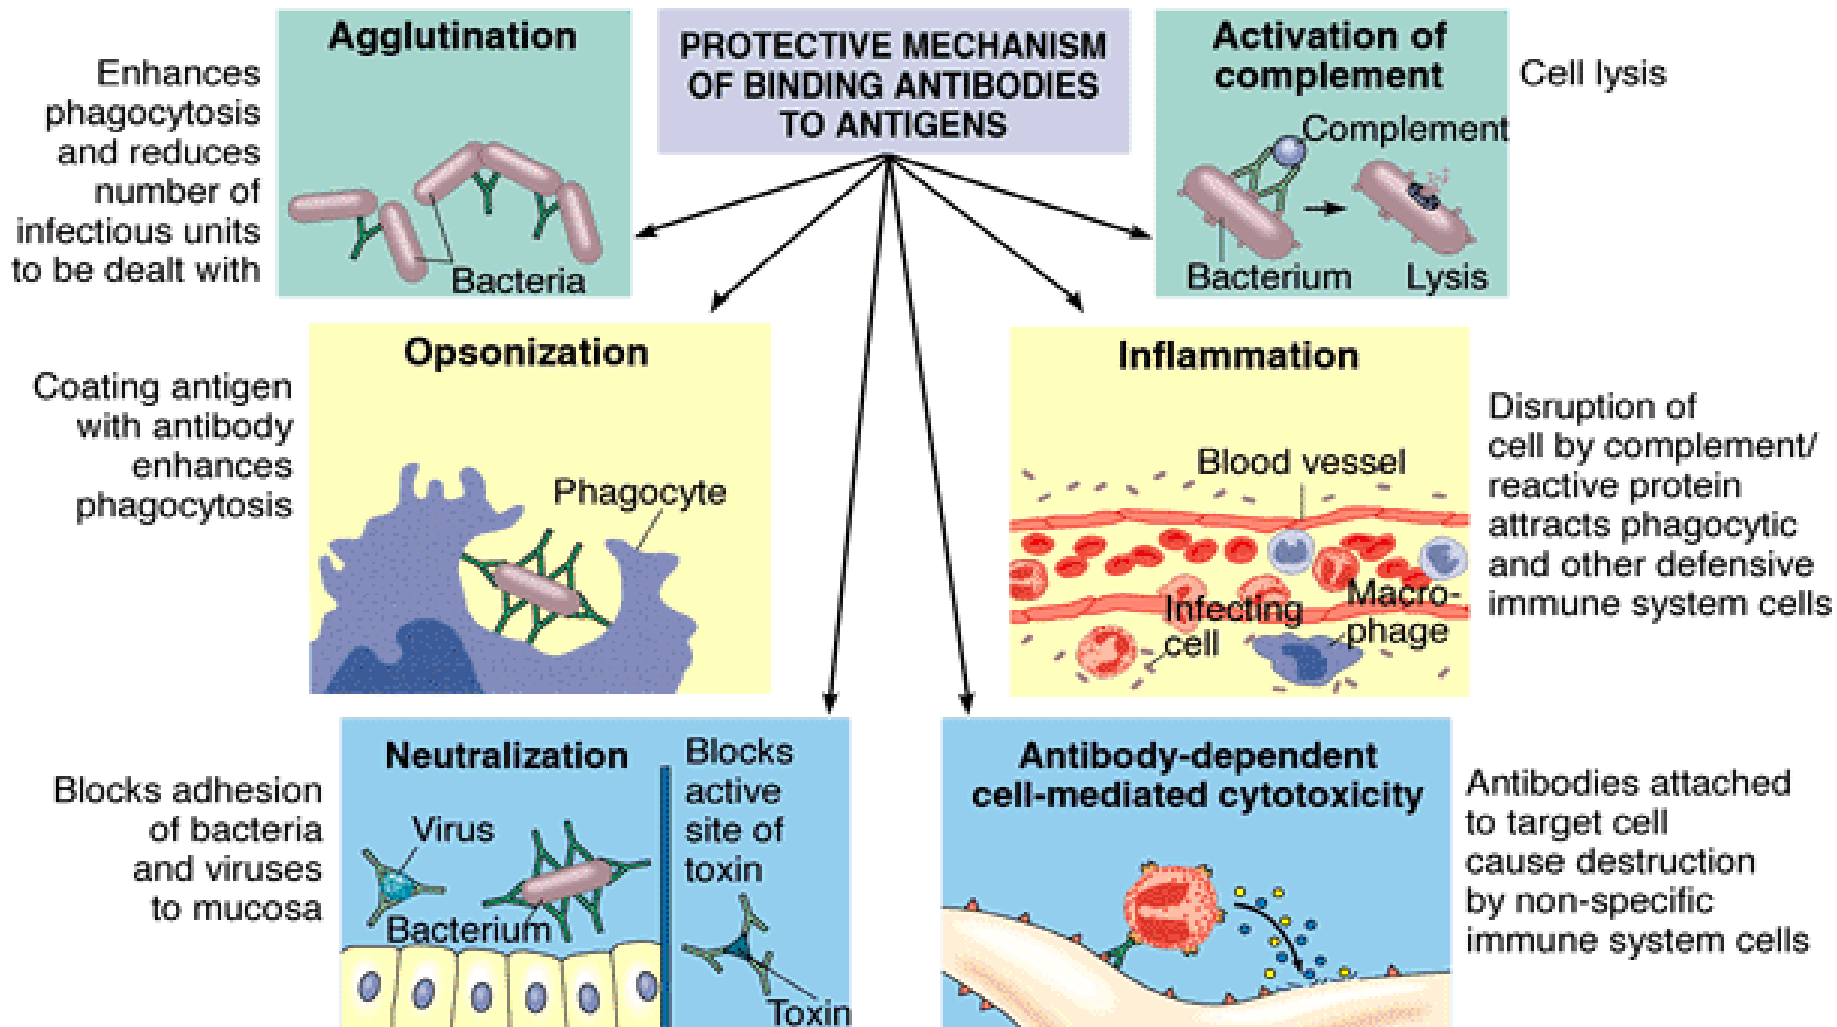 PROTECTIVE MECHANISM
OF BINDING ANTIBODIES
TO ANTIGENS
Agglutination
Enhances
phagocytosis
and reduces
number of
infectious units
to be dealt with
Bacteria
Activation of
complement
Cell lysis
Complement
Bacterium
Lysis
Opsonization
Coating antigen
with antibody
enhances
phagocytosis
Phagocyte
Inflammation
Blood vessel
Infecting
cell
Macro-
phage
Disruption of
cell by complement/
reactive protein
attracts phagocytic
and other defensive
immune system cells
Neutralization
Blocks adhesion
of bacteria
and viruses
to mucosa
Virus
Bacterium
Blocks
active
site of
toxin
Toxin
Antibody-dependent
cell-mediated cytotoxicity
Antibodies attached
to target cell
cause destruction
by non-specific
immune system cells